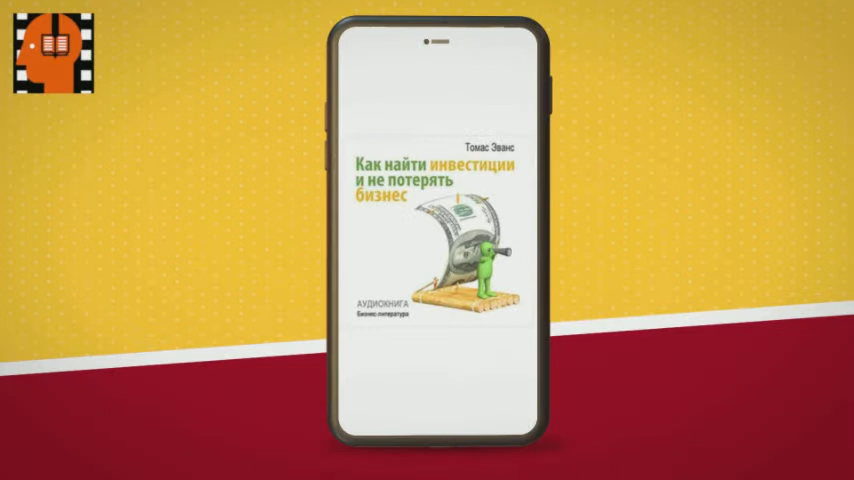 Томас Эванс
Как найти инвестиции
и не потерять
бизнес
АУДИОКНИГА
Бизнес литература